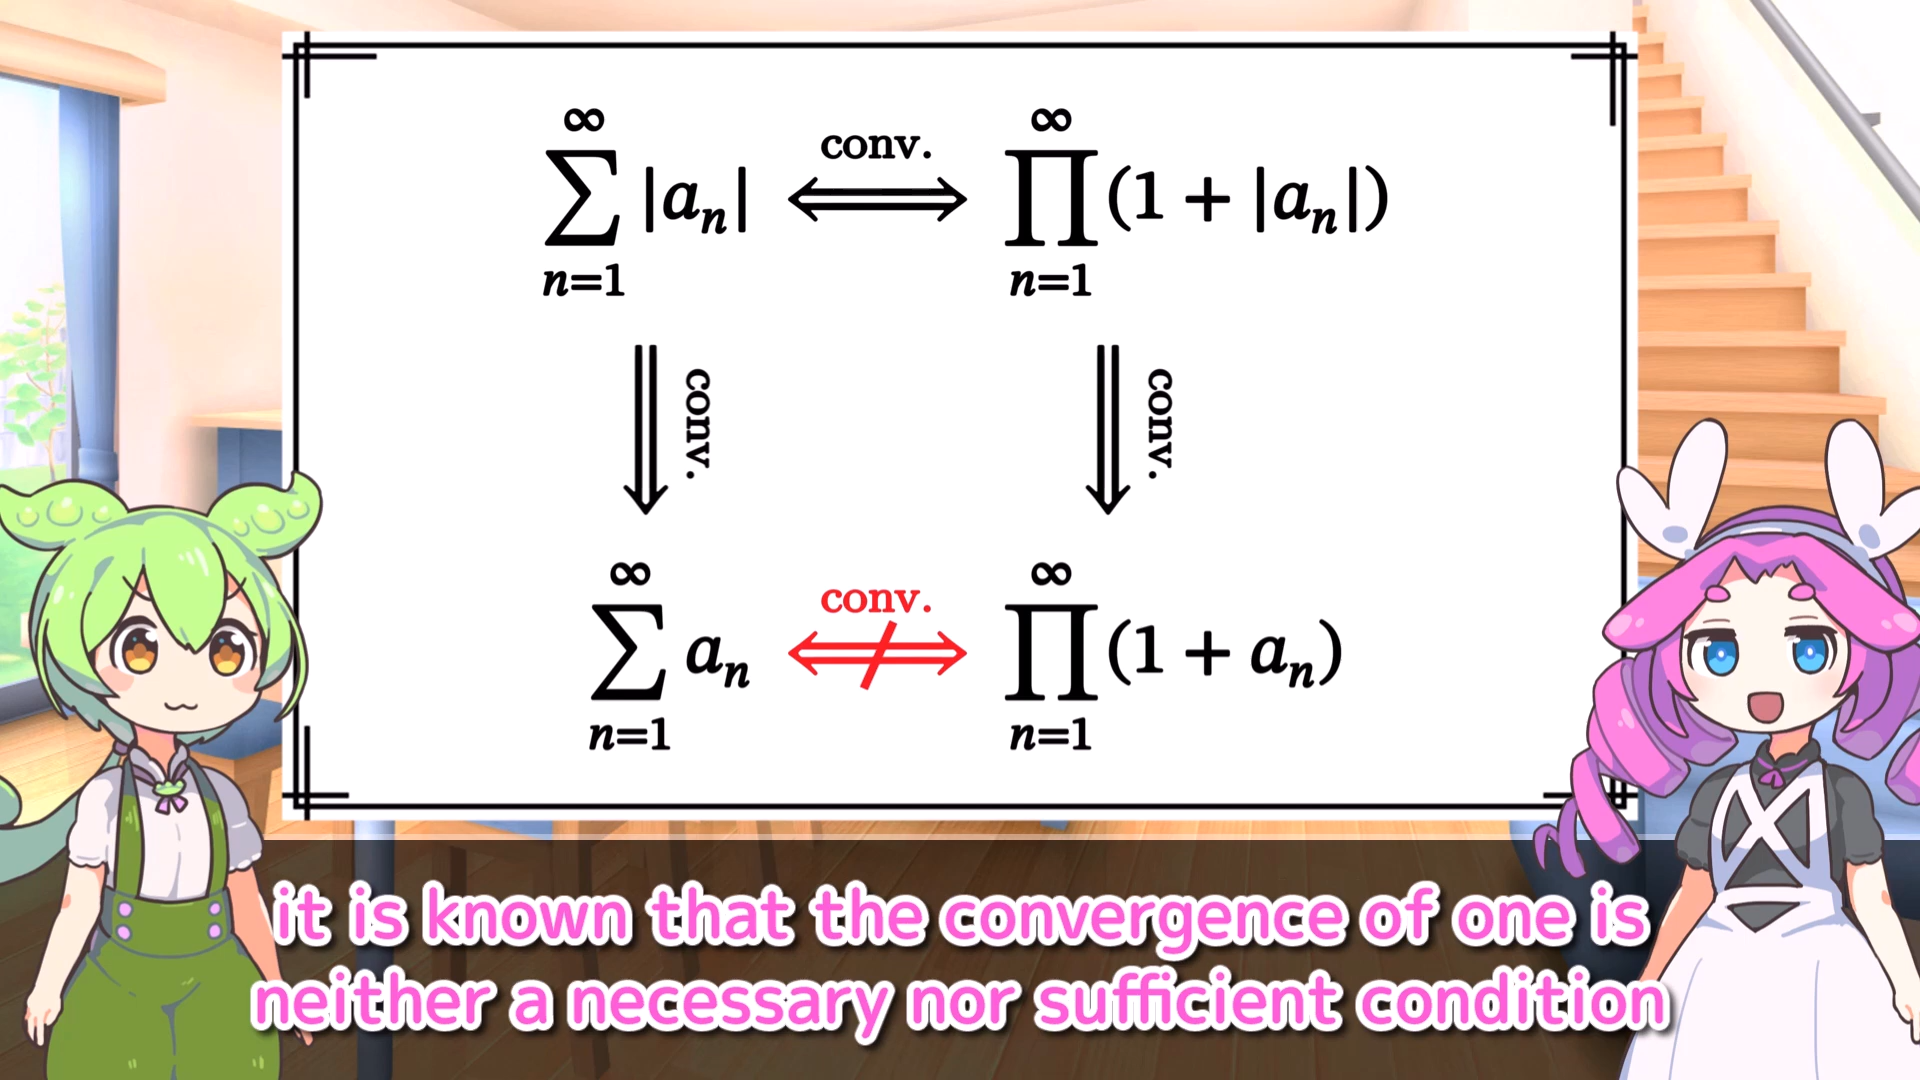 ∞ conv. ∞
∑ |aₙ| ⟺ ∏ (1 + |aₙ|)
n=1 n=1
conv. conv.
∞ conv. ∞
∑ aₙ ⇎ ∏ (1 + aₙ)
n=1 n=1
it is known that the convergence of one is
neither a necessary nor sufficient condition